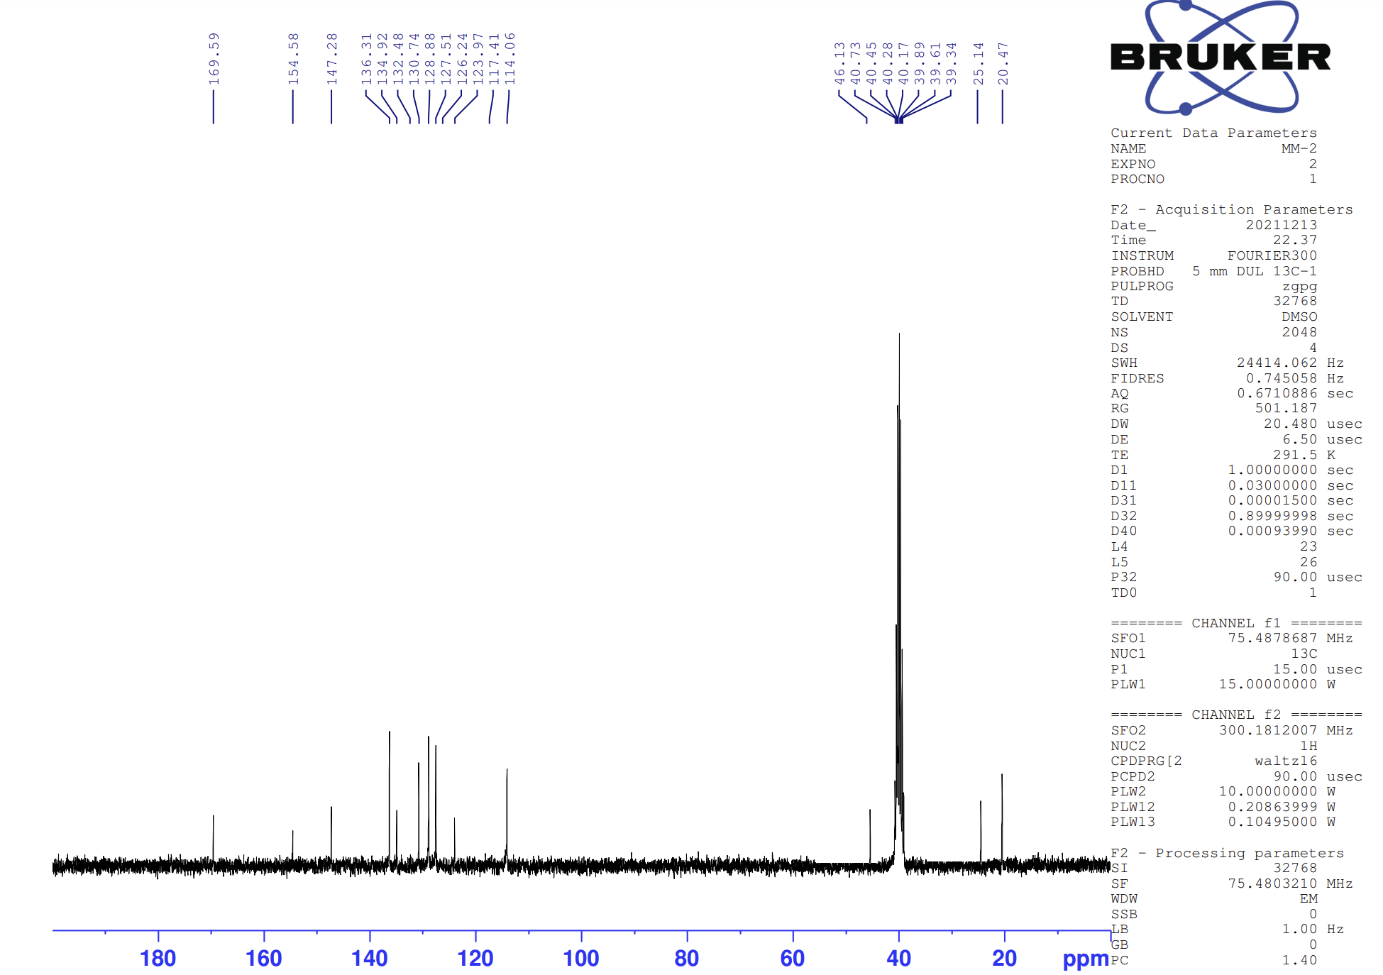 169.59
154.58
147.28
136.31
134.92
132.48
130.74
128.88
127.51
126.24
123.97
117.41
114.06
46.13
40.73
40.45
40.28
40.17
39.89
39.61
39.34
25.14
20.47
BRUKER
Current Data Parameters
NAME MM-2
EXPNO 2
PROCNO 1
F2 - Acquisition Parameters
Date_ 20211213
Time 22.37
INSTRUM FOURIER300
PROBHD 5 mm DUL 13C-1
PULPROG zgpg
TD 32768
SOLVENT DMSO
NS 2048
DS 4
SWH 24414.062 Hz
FIDRES 0.745058 Hz
AQ 0.6710886 sec
RG 501.187
DW 20.480 usec
DE 6.50 usec
TE 291.5 K
D1 1.00000000 sec
D11 0.03000000 sec
D31 0.00001500 sec
D32 0.89999998 sec
D40 0.00093990 sec
L4 23
L5 26
P32 90.00 usec
TD0 1
======== CHANNEL f1 ========
SFO1 75.4878687 MHz
NUC1 13C
P1 15.00 usec
PLW1 15.00000000 W
======== CHANNEL f2 ========
SFO2 300.1812007 MHz
NUC2 1H
CPDPRG[2 waltz16
PCPD2 90.00 usec
PLW2 10.00000000 W
PLW12 0.20863999 W
PLW13 0.10495000 W
F2 - Processing parameters
SI 32768
SF 75.4803210 MHz
WDW EM
SSB 0
LB 1.00 Hz
GB 0
PC 1.40
180 160 140 120 100 80 60 40 20 ppm